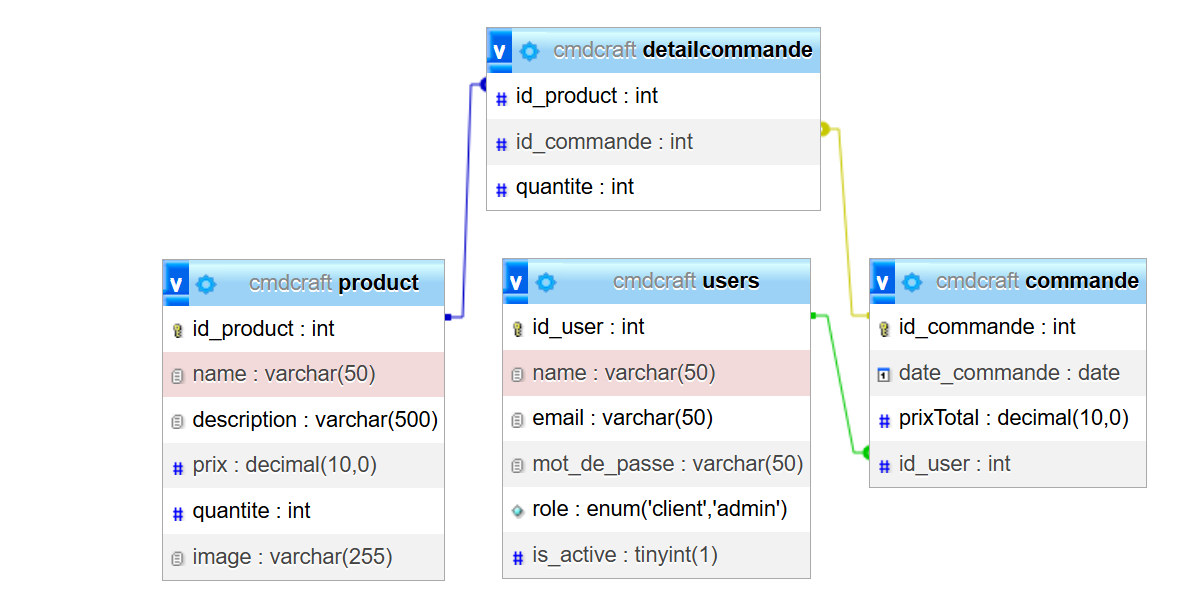 v cmdcraft detailcommande
# id_product : int
# id_commande : int
# quantite : int
v cmdcraft product
id_product : int
name : varchar(50)
description : varchar(500)
# prix : decimal(10,0)
# quantite : int
image : varchar(255)
v cmdcraft users
id_user : int
name : varchar(50)
email : varchar(50)
mot_de_passe : varchar(50)
role : enum('client','admin')
# is_active : tinyint(1)
v cmdcraft commande
id_commande : int
1 date_commande : date
# prixTotal : decimal(10,0)
# id_user : int